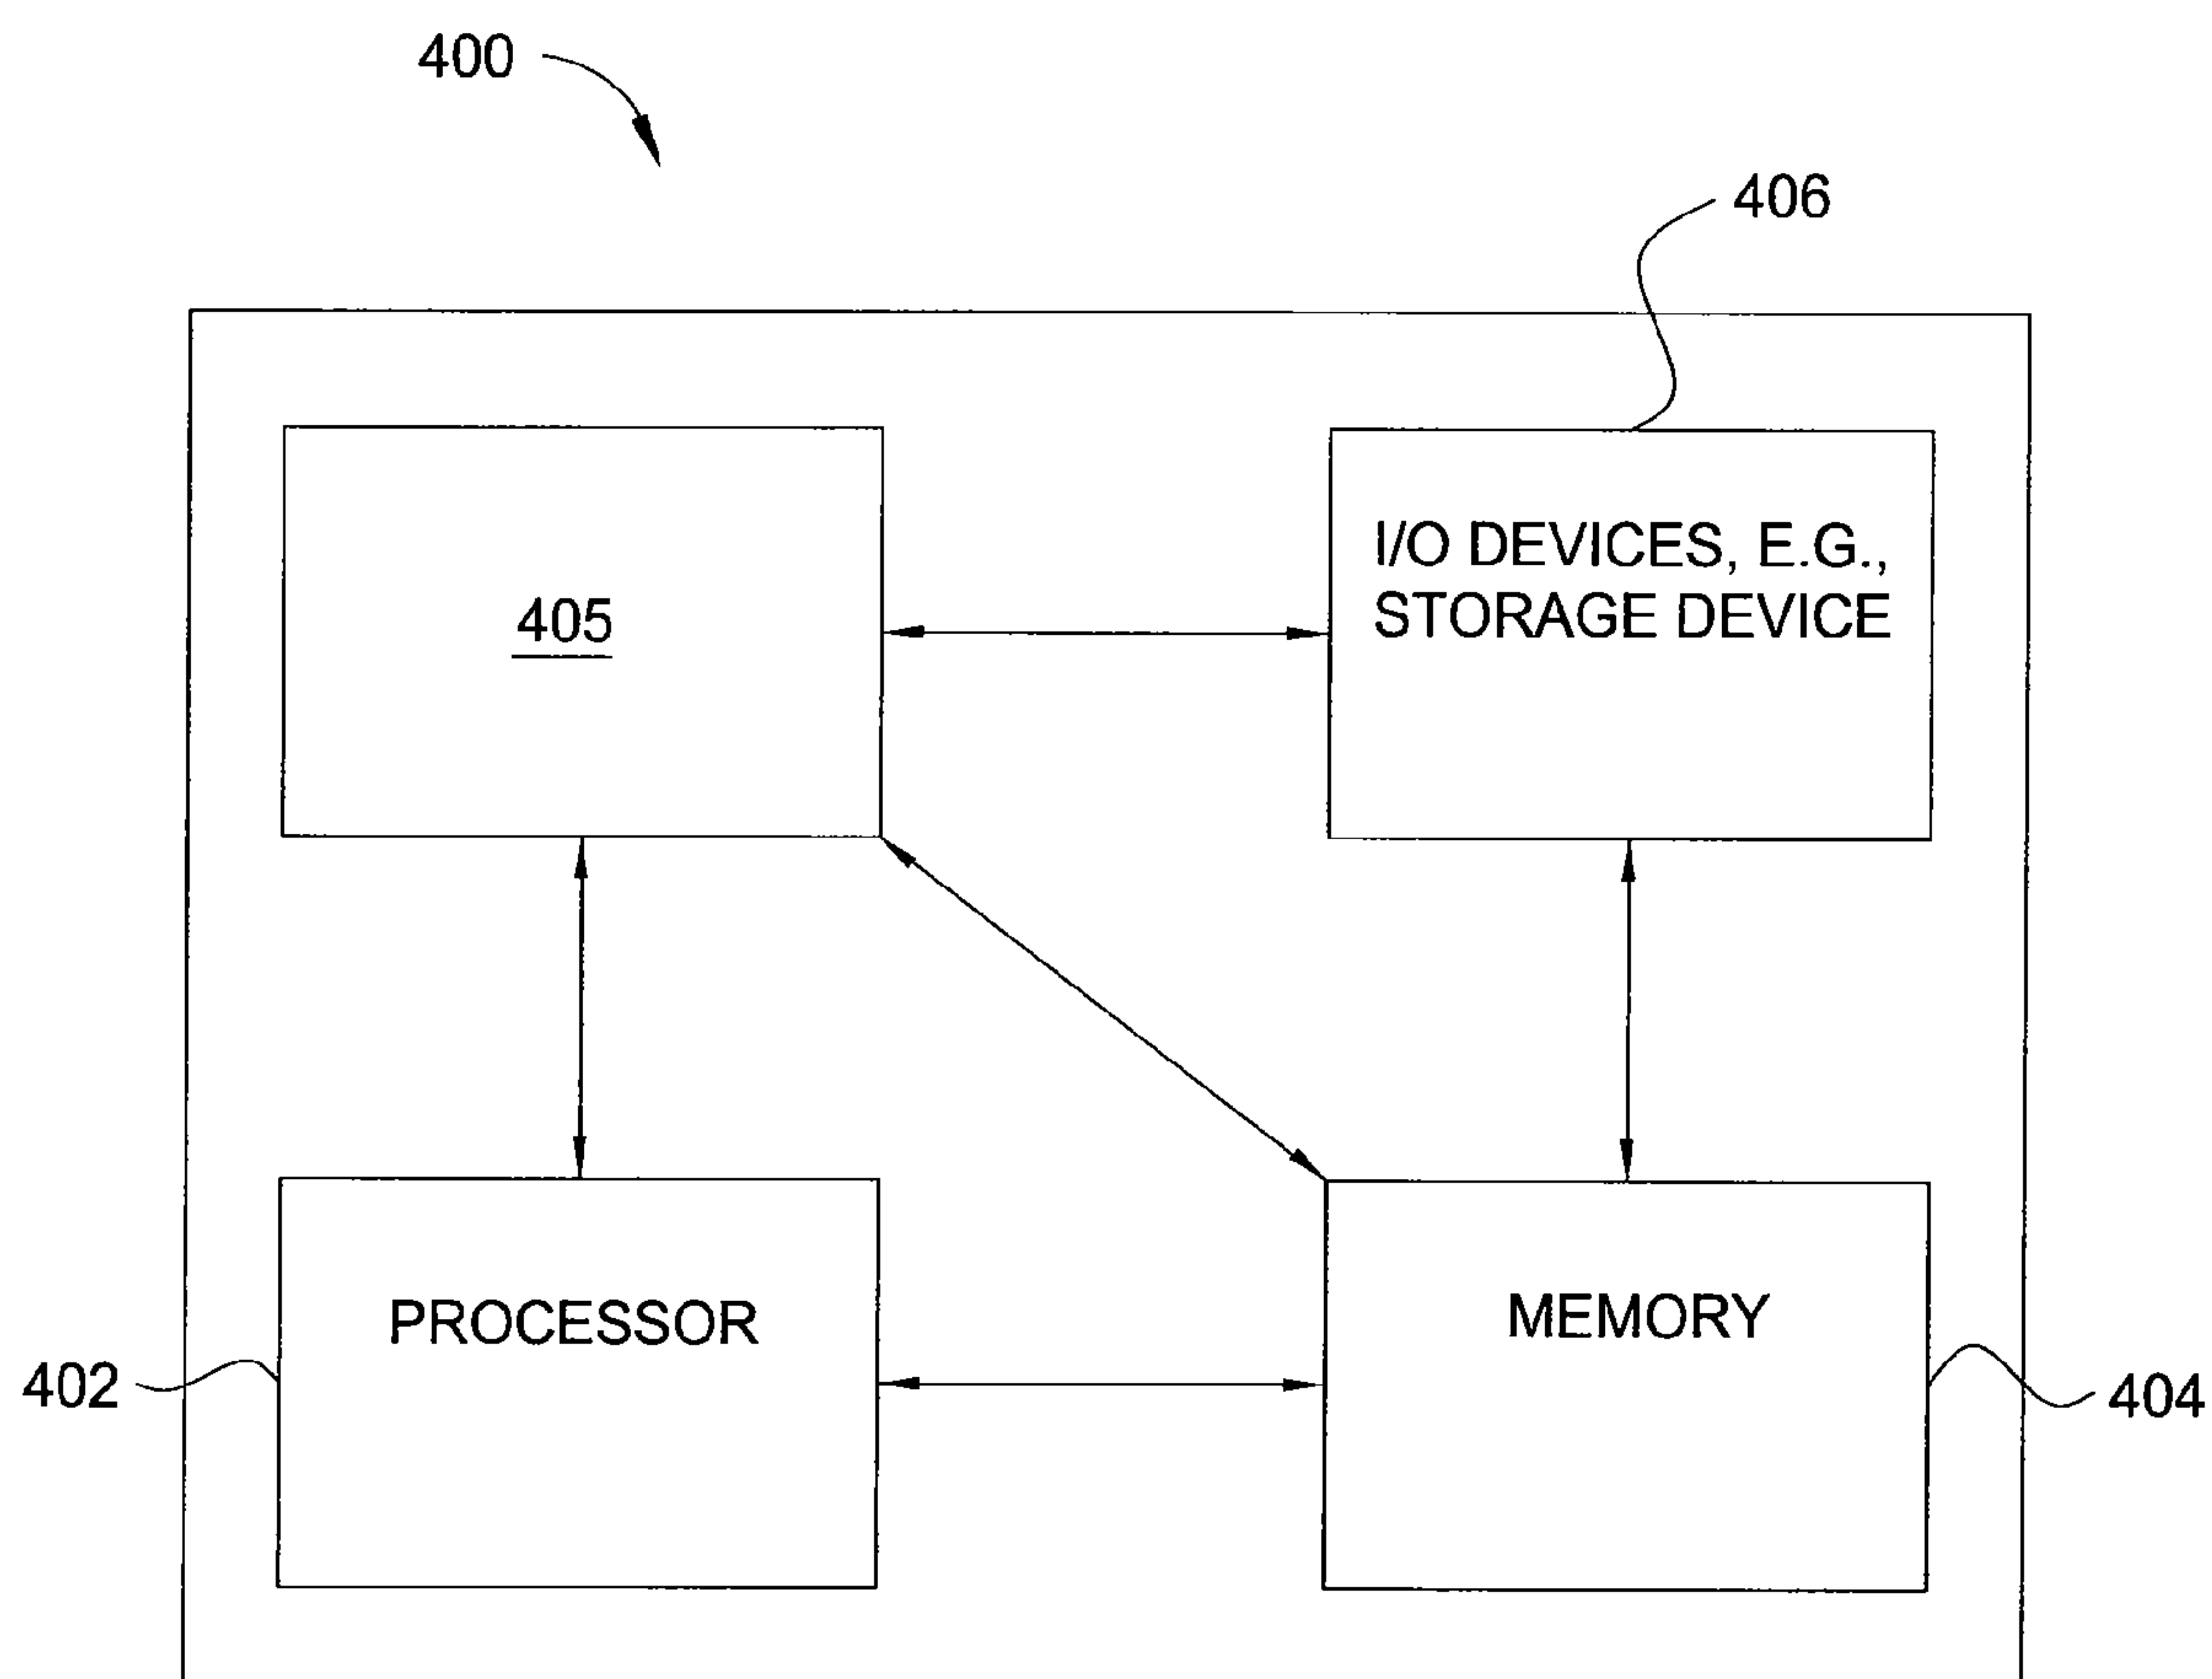 400
406
I/O DEVICES, E.G.,
STORAGE DEVICE
405
PROCESSOR
MEMORY
402
404